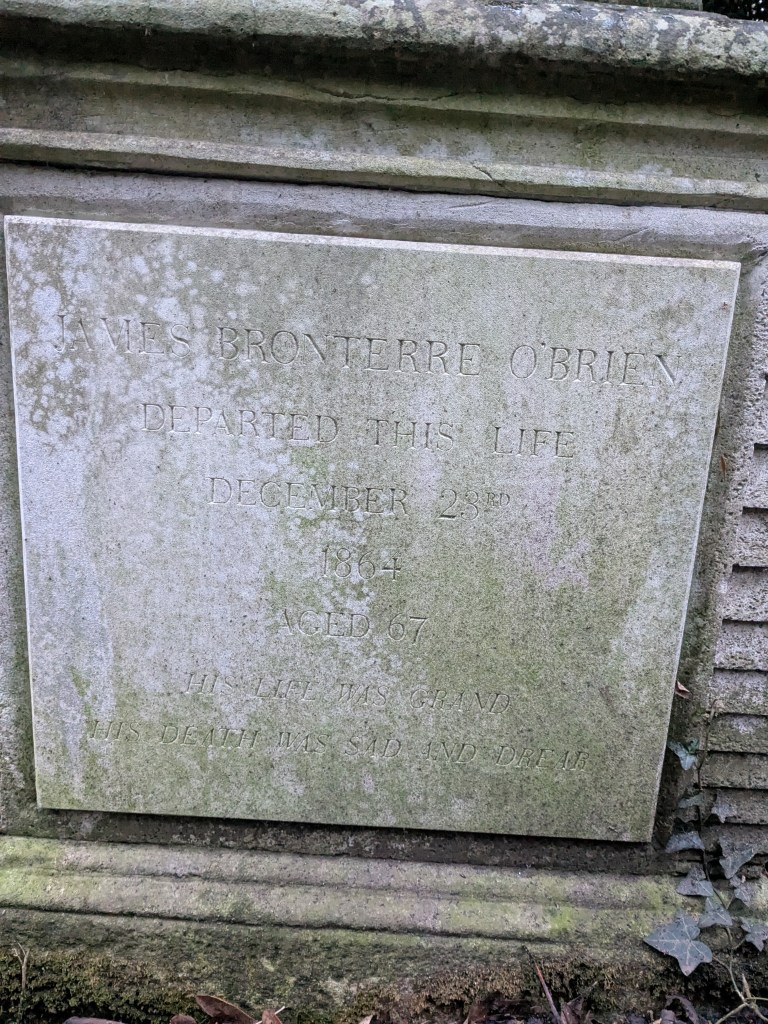 JAMES BRONTERRE O'BRIEN
DEPARTED THIS LIFE
DECEMBER 23RD
1864
AGED 67
HIS LIFE WAS GRAND
HIS DEATH WAS SAD AND DREAR